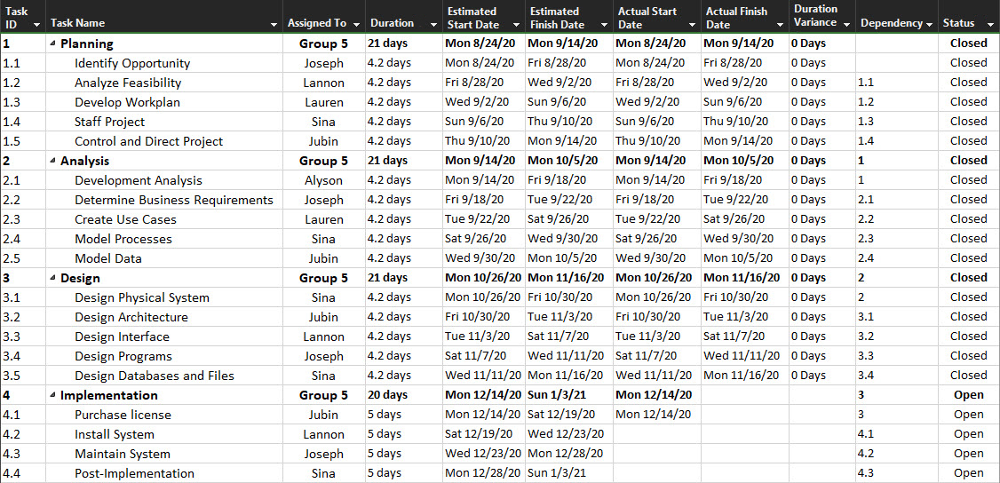 Task ID Task Name Assigned To Duration Estimated Start Date Estimated Finish Date Actual Start Date Actual Finish Date Duration Variance Dependency Status
1 Planning Group 5 21 days Mon 8/24/20 Mon 9/14/20 Mon 8/24/20 Mon 9/14/20 0 Days Closed
1.1 Identify Opportunity Joseph 4.2 days Mon 8/24/20 Fri 8/28/20 Mon 8/24/20 Fri 8/28/20 0 Days Closed
1.2 Analyze Feasibility Lannon 4.2 days Fri 8/28/20 Wed 9/2/20 Fri 8/28/20 Wed 9/2/20 0 Days 1.1 Closed
1.3 Develop Workplan Lauren 4.2 days Wed 9/2/20 Sun 9/6/20 Wed 9/2/20 Sun 9/6/20 0 Days 1.2 Closed
1.4 Staff Project Sina 4.2 days Sun 9/6/20 Thu 9/10/20 Sun 9/6/20 Thu 9/10/20 0 Days 1.3 Closed
1.5 Control and Direct Project Jubin 4.2 days Thu 9/10/20 Mon 9/14/20 Thu 9/10/20 Mon 9/14/20 0 Days 1.4 Closed
2 Analysis Group 5 21 days Mon 9/14/20 Mon 10/5/20 Mon 9/14/20 Mon 10/5/20 0 Days 1 Closed
2.1 Development Analysis Alyson 4.2 days Mon 9/14/20 Fri 9/18/20 Mon 9/14/20 Fri 9/18/20 0 Days 1 Closed
2.2 Determine Business Requirements Joseph 4.2 days Fri 9/18/20 Tue 9/22/20 Fri 9/18/20 Tue 9/22/20 0 Days 2.1 Closed
2.3 Create Use Cases Lauren 4.2 days Tue 9/22/20 Sat 9/26/20 Tue 9/22/20 Sat 9/26/20 0 Days 2.2 Closed
2.4 Model Processes Sina 4.2 days Sat 9/26/20 Wed 9/30/20 Sat 9/26/20 Wed 9/30/20 0 Days 2.3 Closed
2.5 Model Data Jubin 4.2 days Wed 9/30/20 Mon 10/5/20 Wed 9/30/20 Mon 10/5/20 0 Days 2.4 Closed
3 Design Group 5 21 days Mon 10/26/20 Mon 11/16/20 Mon 10/26/20 Mon 11/16/20 0 Days 2 Closed
3.1 Design Physical System Sina 4.2 days Mon 10/26/20 Fri 10/30/20 Mon 10/26/20 Fri 10/30/20 0 Days 2 Closed
3.2 Design Architecture Jubin 4.2 days Fri 10/30/20 Tue 11/3/20 Fri 10/30/20 Tue 11/3/20 0 Days 3.1 Closed
3.3 Design Interface Lannon 4.2 days Tue 11/3/20 Sat 11/7/20 Tue 11/3/20 Sat 11/7/20 0 Days 3.2 Closed
3.4 Design Programs Joseph 4.2 days Sat 11/7/20 Wed 11/11/20 Sat 11/7/20 Wed 11/11/20 0 Days 3.3 Closed
3.5 Design Databases and Files Sina 4.2 days Wed 11/11/20 Mon 11/16/20 Wed 11/11/20 Mon 11/16/20 0 Days 3.4 Closed
4 Implementation Group 5 20 days Mon 12/14/20 Sun 1/3/21 Mon 12/14/20 3 Open
4.1 Purchase license Jubin 5 days Mon 12/14/20 Sat 12/19/20 Mon 12/14/20 3 Open
4.2 Install System Lannon 5 days Sat 12/19/20 Wed 12/23/20 4.1 Open
4.3 Maintain System Joseph 5 days Wed 12/23/20 Mon 12/28/20 4.2 Open
4.4 Post-Implementation Sina 5 days Mon 12/28/20 Sun 1/3/21 4.3 Open